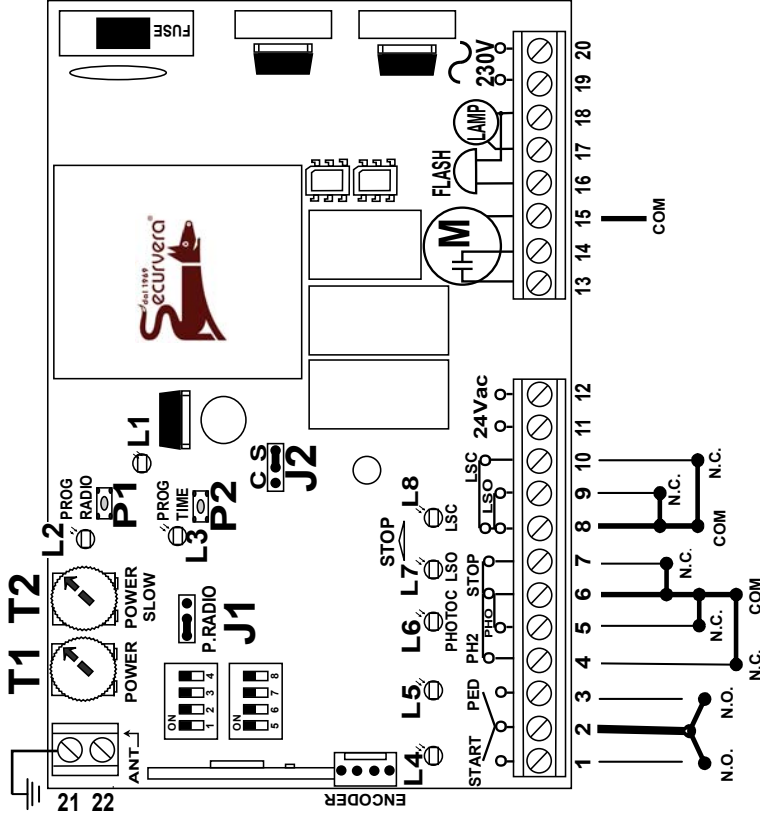 FUSE
230V
LAMP
FLASH
M
20
19
18
17
16
15
14
13
COM
dal 1969
ecurvera®
L1
L2
PROG
RADIO
P1
PROG
TIME
P2
L3
C S
J2
T2
POWER
SLOW
T1
POWER
P.RADIO
J1
ON
1 2 3 4
ON
5 6 7 8
ANT
21 22
ENCODER
L4
L5
L6
PHOTOC
L7
LSO
STOP
L8
LSC
START
PED
PH2
PHO
STOP
LSO
LSC
24Vac
1
2
3
4
5
6
7
8
9
10
11
12
N.O.
N.O.
N.C.
N.C.
N.C.
COM
N.C.
N.C.
COM